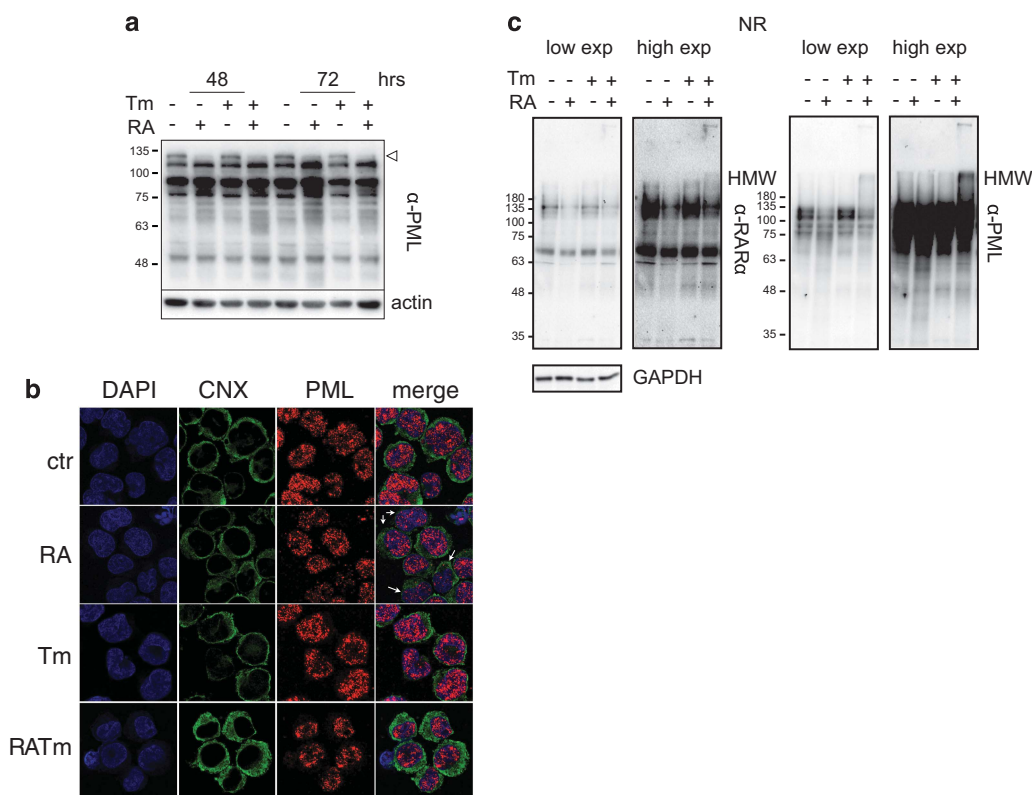 a
48 72 hrs
Tm - - + + - - + +
RA - + - + - + - +
135
100
75
63
48
α-PML
actin
b
DAPI CNX PML merge
ctr
RA
Tm
RATm
c
NR
low exp high exp low exp high exp
Tm - - + + - - + + - - + + - - + +
RA - + - + - + - + - + - + - + - +
HMW HMW
180
135
100
75
63
48
35
α-RARα
180
135
100
75
63
48
35
α-PML
GAPDH